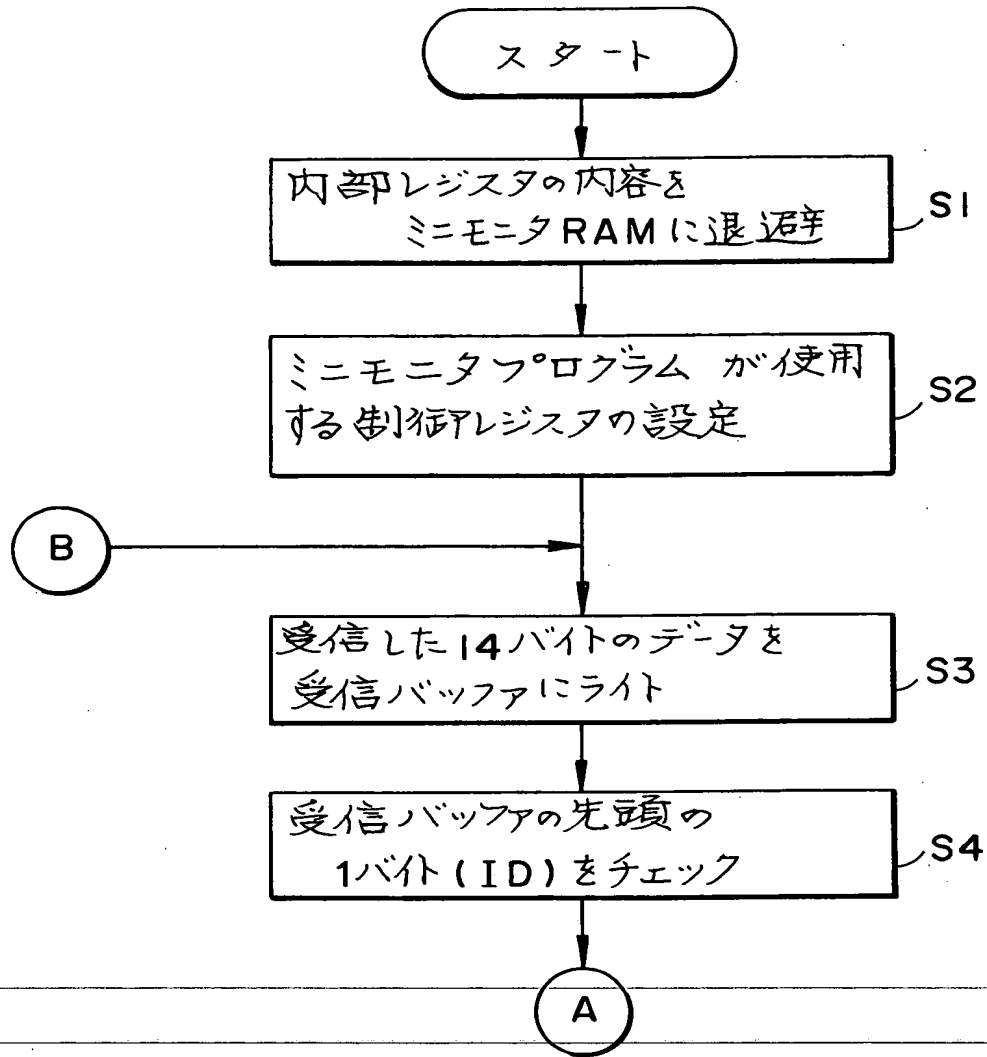 スタート
内部レジスタの内容を
ミニモニタRAMに退避
S1
ミニモニタプログラム が使用
する制御レジスタの設定
S2
B
受信した14バイトのデータを
受信バッファにライト
S3
受信バッファの先頭の
1バイト(ID)をチェック
S4
A